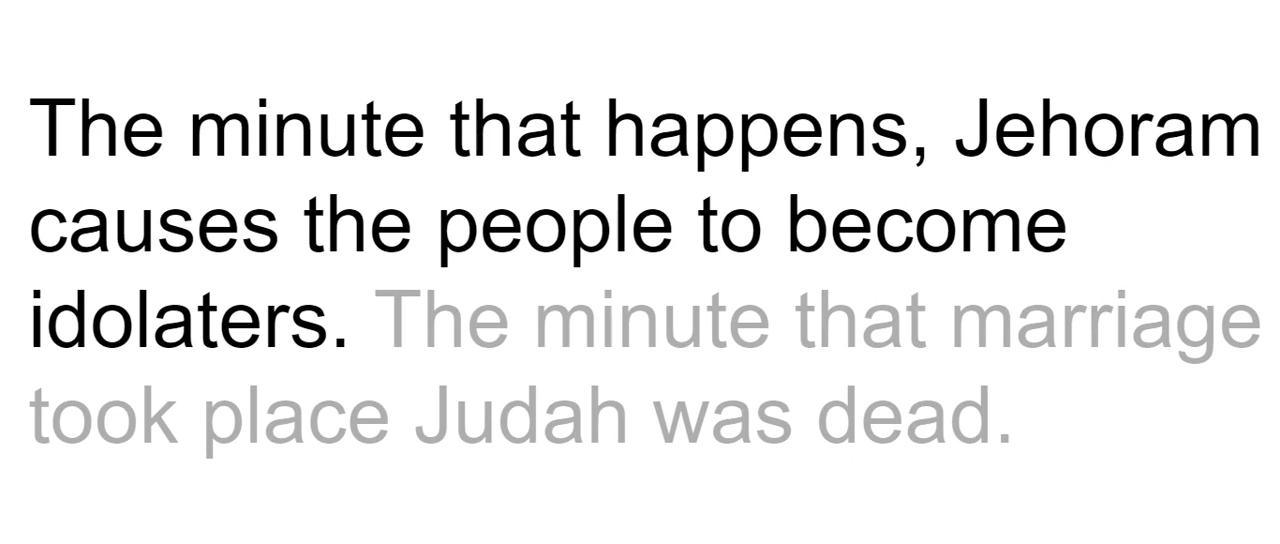 The minute that happens, Jehoram
causes the people to become
idolaters. The minute that marriage
took place Judah was dead.